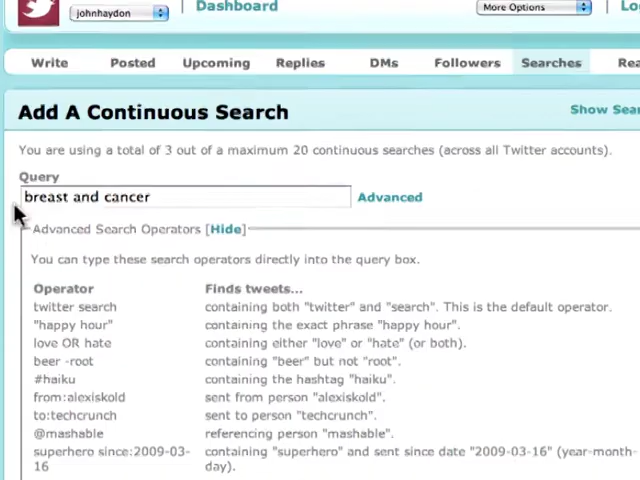 johnhaydon
Dashboard
More Options
Write Posted Upcoming Replies DMs Followers Searches
Add A Continuous Search
Show
You are using a total of 3 out of a maximum 20 continuous searches (across all Twitter accounts).
Query
breast and cancer Advanced
Advanced Search Operators [Hide]
You can type these search operators directly into the query box.
Operator Finds tweets...
twitter search containing both "twitter" and "search". This is the default operator.
"happy hour" containing the exact phrase "happy hour".
love OR hate containing either "love" or "hate" (or both).
beer -root containing "beer" but not "root".
#haiku containing the hashtag "haiku".
from:alexiskold sent from person "alexiskold".
to:techcrunch sent to person "techcrunch".
@mashable referencing person "mashable".
superhero since:2009-03- containing "superhero" and sent since date "2009-03-16" (year-month-
16 day).